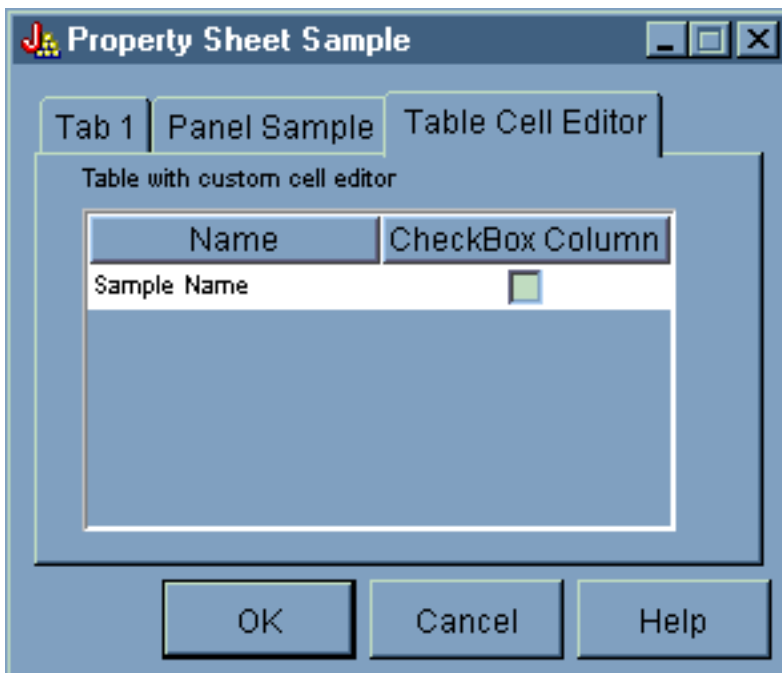 Property Sheet Sample
Tab 1 Panel Sample Table Cell Editor
Table with custom cell editor
Name CheckBox Column
Sample Name
OK Cancel Help